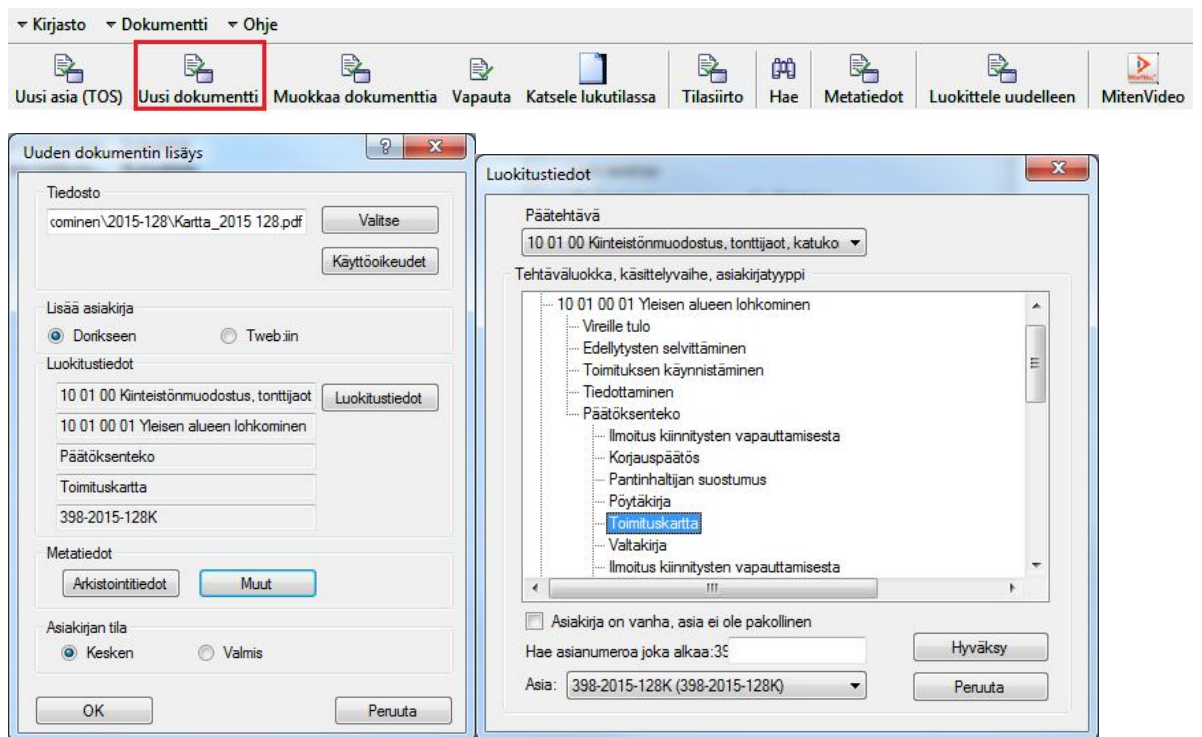 Kirjasto Dokumentti Ohje
Uusi asia (TOS) Uusi dokumentti Muokkaa dokumenttia Vapauta Katsele lukutilassa Tilasiirto Hae Metatiedot Luokittele uudelleen MitenVideo
Uuden dokumentin lisäys
Tiedosto
cominen\2015-128\Kartta_2015 128.pdf Valitse
Käyttöoikeudet
Lisää asiakirja
Dorikseen Tweb:iin
Luokitustiedot
10 01 00 Kiinteistönmuodostus, tonttijaot Luokitustiedot
10 01 00 01 Yleisen alueen lohkominen
Päätöksenteko
Toimituskartta
398-2015-128K
Metatiedot
Arkistointitiedot Muut
Asiakirjan tila
Kesken Valmis
OK Peruuta
Luokitustiedot
Päätehtävä
10 01 00 Kiinteistönmuodostus, tonttijaot, katuko
Tehtäväluokka, käsittelyvaihe, asiakirjatyyppi
10 01 00 01 Yleisen alueen lohkominen
Vireille tulo
Edellytysten selvittäminen
Toimituksen käynnistäminen
Tiedottaminen
Päätöksenteko
Ilmoitus kiinnitysten vapauttamisesta
Korjauspäätös
Pantinhaltijan suostumus
Pöytäkirja
Toimituskartta
Valtakirja
Ilmoitus kiinnitysten vapauttamisesta
Asiakirja on vanha, asia ei ole pakollinen
Hae asianumeroa joka alkaa:39 Hyväksy
Asia: 398-2015-128K (398-2015-128K) Peruuta